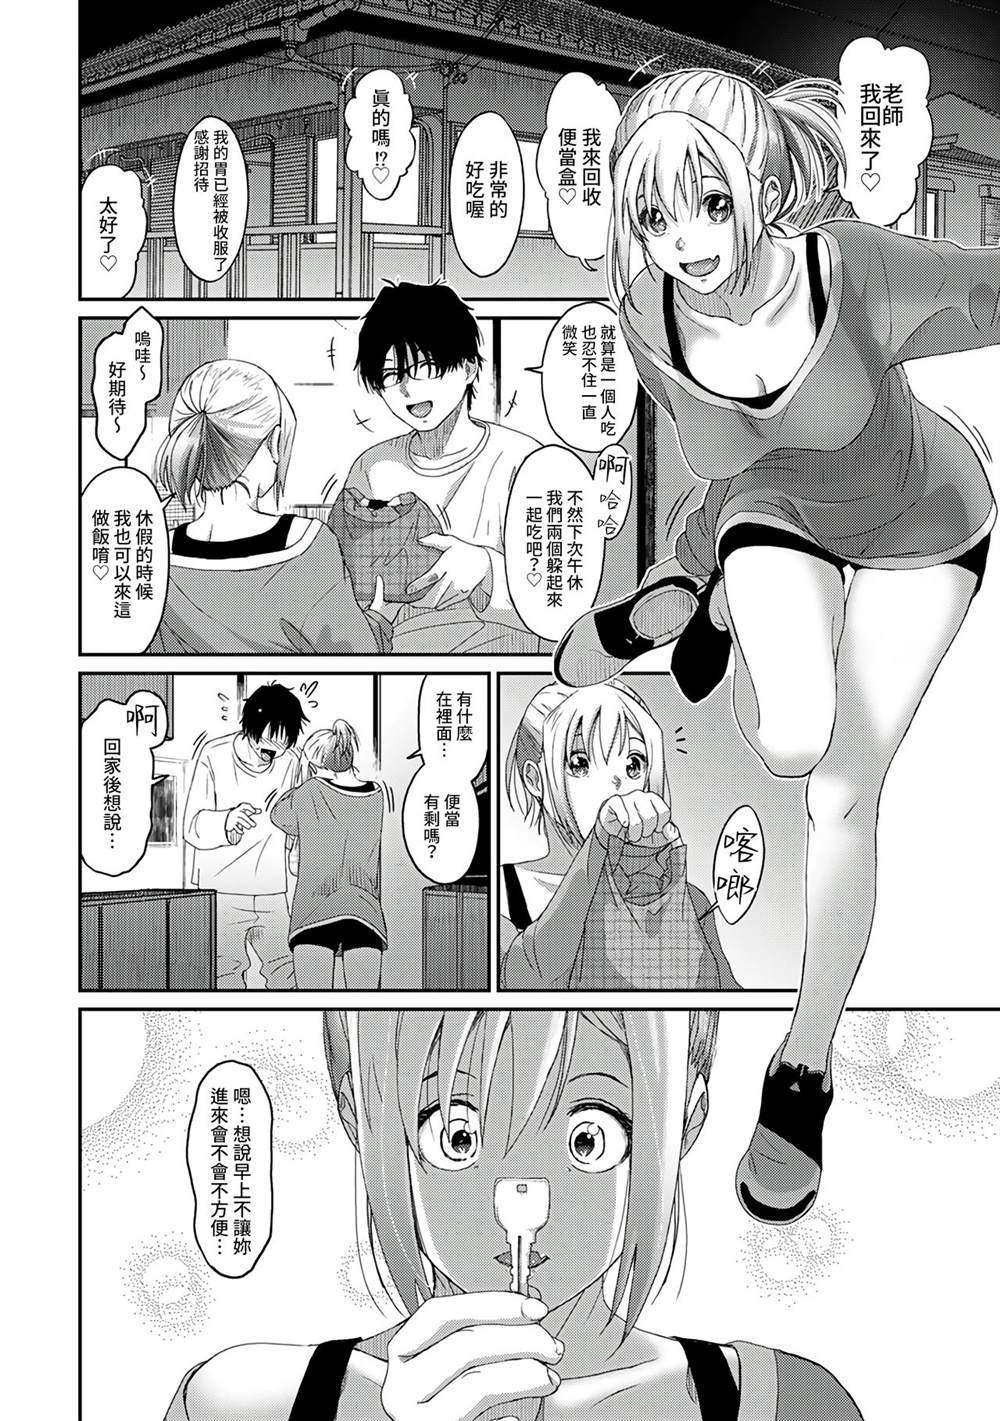 老師
我回來了♡
我來回收
便當盒♡
非常的
好吃喔
真的嗎!?♡
我的胃已經被收服了
感謝招待
太好了♡
就算是一個人吃
也忍不住一直
微笑
啊
哈哈
不然下次午休
我們兩個躲起來
一起吃吧?♡
嗚哇～
好期待～
休假的時候
我也可以來這
做飯唷♡
喀啷
有什麼
在裡面…
便當
有剩嗎?
啊
回家後想說…
嗯…想說早上不讓妳
進來會不會不方便…